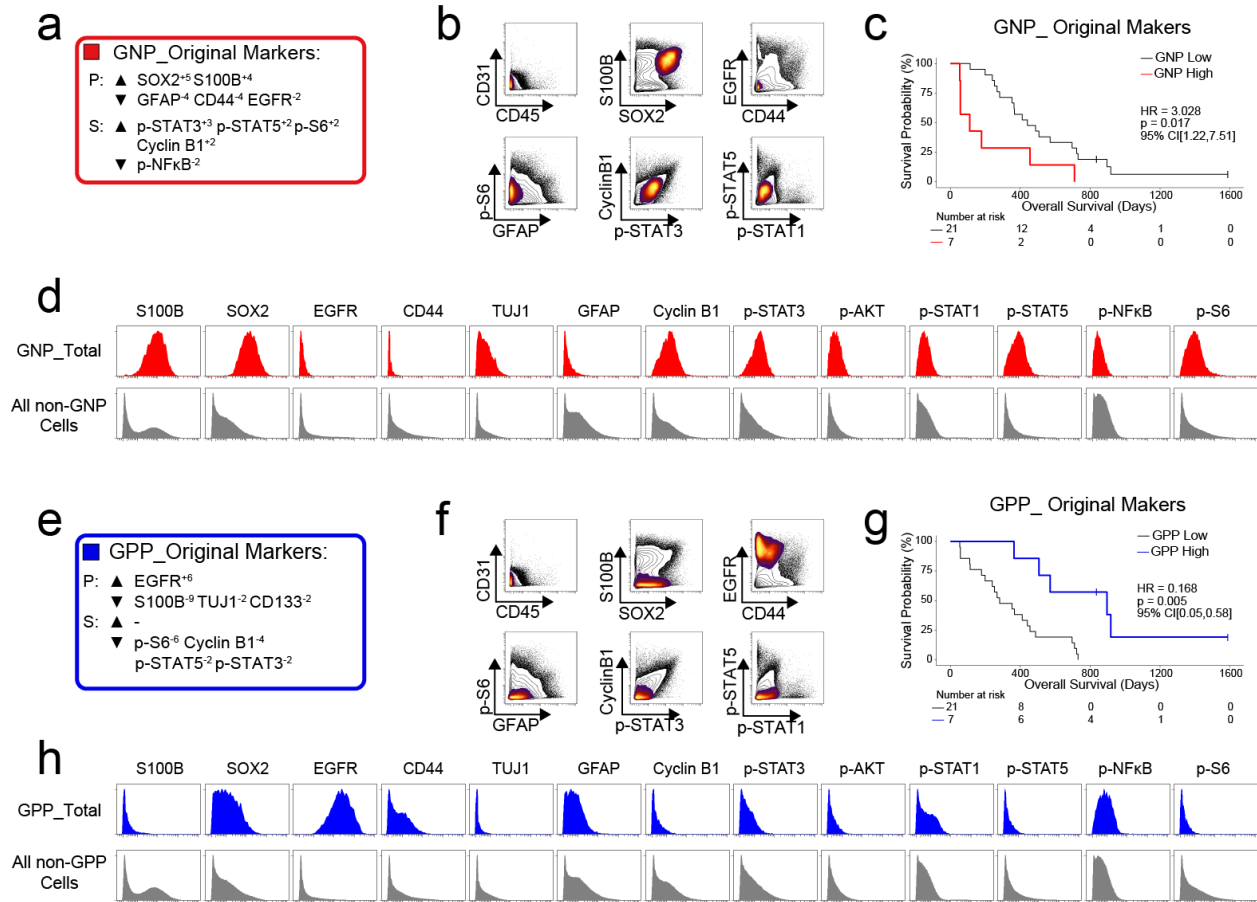 a
GNP_Original Markers:
P: ▲ SOX2+5 S100B+4
▼ GFAP-4 CD44-4 EGFR-2
S: ▲ p-STAT3+3 p-STAT5+2 p-S6+2
Cyclin B1+2
▼ p-NFκB-2
b
CD31
CD45
S100B
SOX2
EGFR
CD44
p-S6
GFAP
CyclinB1
p-STAT3
p-STAT5
p-STAT1
c
GNP_ Original Makers
GNP Low
GNP High
HR = 3.028
p = 0.017
95% CI[1.22,7.51]
Survival Probability (%)
100
75
50
25
0
0 400 800 1200 1600
Overall Survival (Days)
Number at risk
21 12 4 1 0
7 2 0 0 0
d
S100B SOX2 EGFR CD44 TUJ1 GFAP Cyclin B1 p-STAT3 p-AKT p-STAT1 p-STAT5 p-NFκB p-S6
GNP_Total
All non-GNP
Cells
e
GPP_Original Markers:
P: ▲ EGFR+6
▼ S100B-9 TUJ1-2 CD133-2
S: ▲ -
▼ p-S6-6 Cyclin B1-4
p-STAT5-2 p-STAT3-2
f
CD31
CD45
S100B
SOX2
EGFR
CD44
p-S6
GFAP
CyclinB1
p-STAT3
p-STAT5
p-STAT1
g
GPP_ Original Makers
GPP Low
GPP High
HR = 0.168
p = 0.005
95% CI[0.05,0.58]
Survival Probability (%)
100
75
50
25
0
0 400 800 1200 1600
Overall Survival (Days)
Number at risk
21 8 0 0 0
7 6 4 1 0
h
S100B SOX2 EGFR CD44 TUJ1 GFAP Cyclin B1 p-STAT3 p-AKT p-STAT1 p-STAT5 p-NFκB p-S6
GPP_Total
All non-GPP
Cells